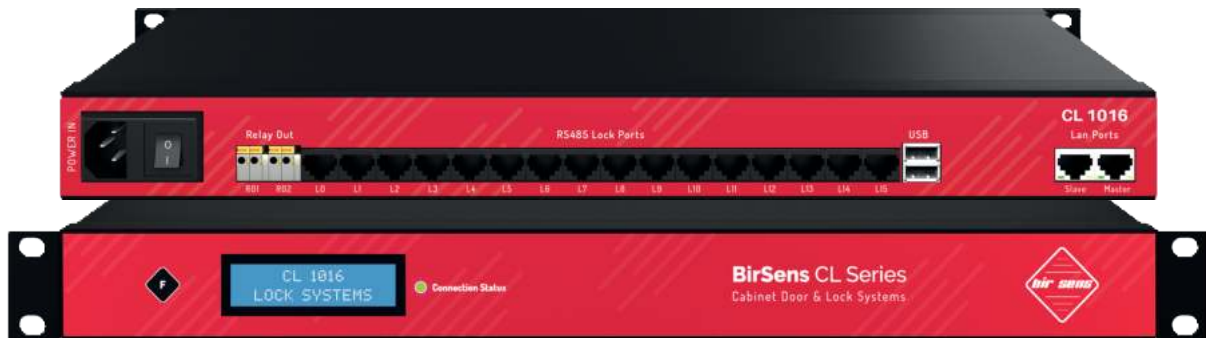 CL 1016
POWER IN
Relay Out
RS485 Lock Ports
USB
Lan Ports
O
I
RO1 RO2 L0 L1 L2 L3 L4 L5 L6 L7 L8 L9 L10 L11 L12 L13 L14 L15
Slave Master
F
CL 1016
LOCK SYSTEMS
Connection Status
BirSens CL Series
Cabinet Door & Lock Systems
bir sens